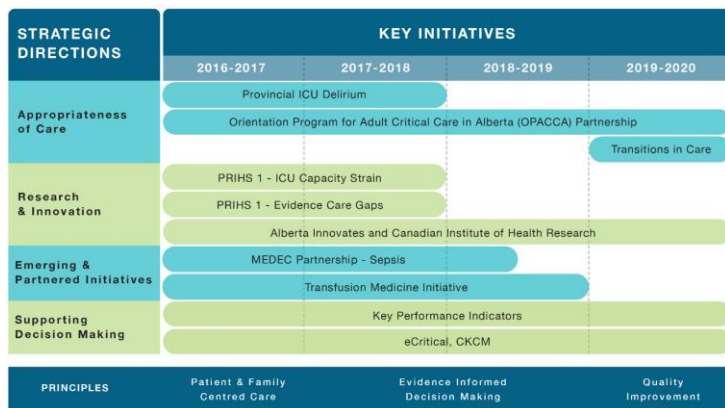 STRATEGIC
DIRECTIONS
KEY INITIATIVES
2016-2017
2017-2018
2018-2019
2019-2020
Appropriateness
of Care
Provincial ICU Delirium
Orientation Program for Adult Critical Care in Alberta (OPACCA) Partnership
Transitions in Care
Research
& Innovation
PRIHS 1 - ICU Capacity Strain
PRIHS 1 - Evidence Care Gaps
Alberta Innovates and Canadian Institute of Health Research
Emerging &
Partnered Initiatives
MEDEC Partnership - Sepsis
Transfusion Medicine Initiative
Supporting
Decision Making
Key Performance Indicators
eCritical, CKCM
PRINCIPLES
Patient & Family
Centred Care
Evidence Informed
Decision Making
Quality
Improvement